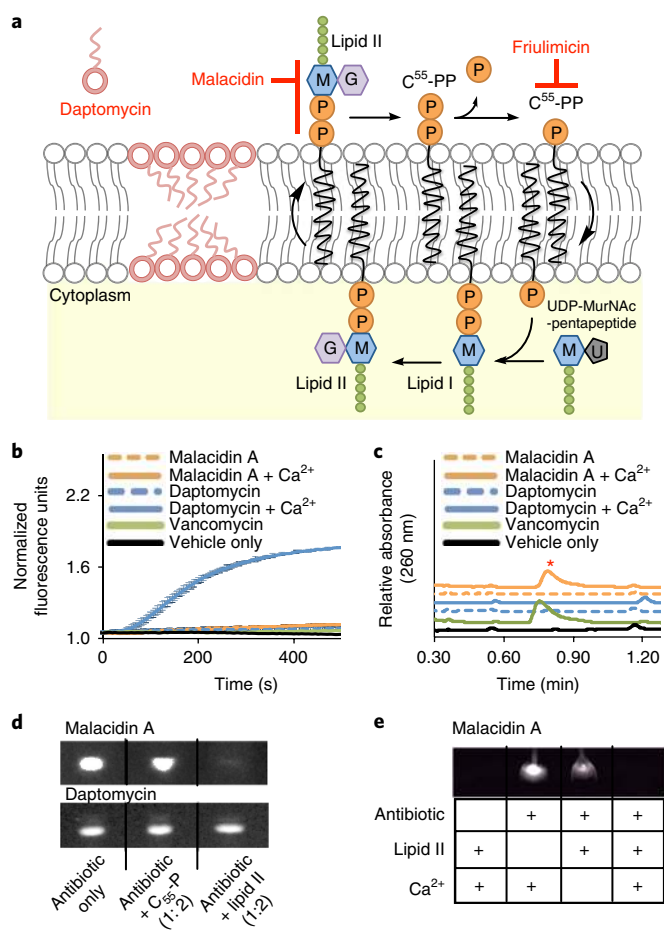 a
Lipid II
Malacidin
M G
P
P
Daptomycin
C⁵⁵-PP
P
P
P
Friulimicin
C⁵⁵-PP
P
Cytoplasm
P
P
G M
Lipid II
P
P
M
Lipid I
P
UDP-MurNAc
-pentapeptide
M U
b
Malacidin A
Malacidin A + Ca²⁺
Daptomycin
Daptomycin + Ca²⁺
Vancomycin
Vehicle only
Normalized
fluorescence units
2.2
1.6
1.0
0 200 400
Time (s)
c
Malacidin A
Malacidin A + Ca²⁺
Daptomycin
Daptomycin + Ca²⁺
Vancomycin
Vehicle only
Relative absorbance
(260 nm)
*
0.30 0.60 0.90 1.20
Time (min)
d
Malacidin A
Daptomycin
Antibiotic
only
Antibiotic
+ C₅₅-P
(1: 2)
Antibiotic
+ lipid II
(1:2)
e
Malacidin A
Antibiotic + + +
Lipid II + + +
Ca²⁺ + + +